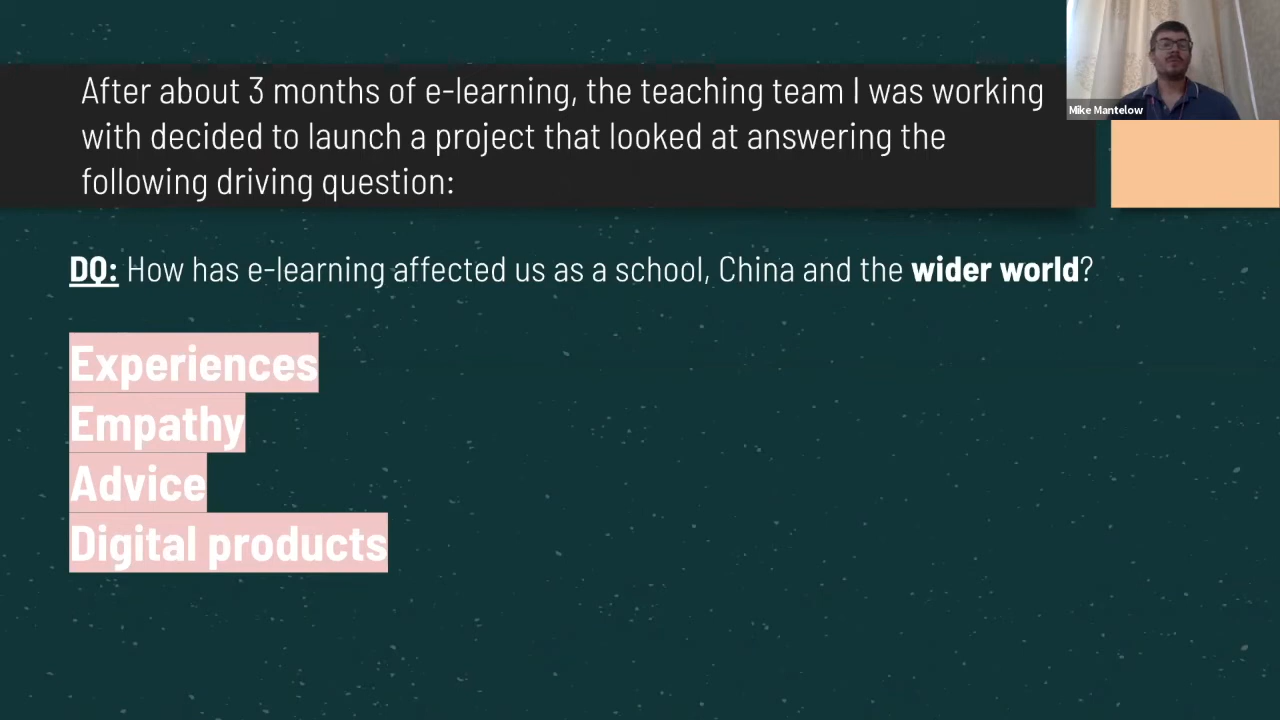 After about 3 months of e-learning, the teaching team I was working
with decided to launch a project that looked at answering the
following driving question:
Mike Mantelow
DQ: How has e-learning affected us as a school, China and the wider world?
Experiences
Empathy
Advice
Digital products